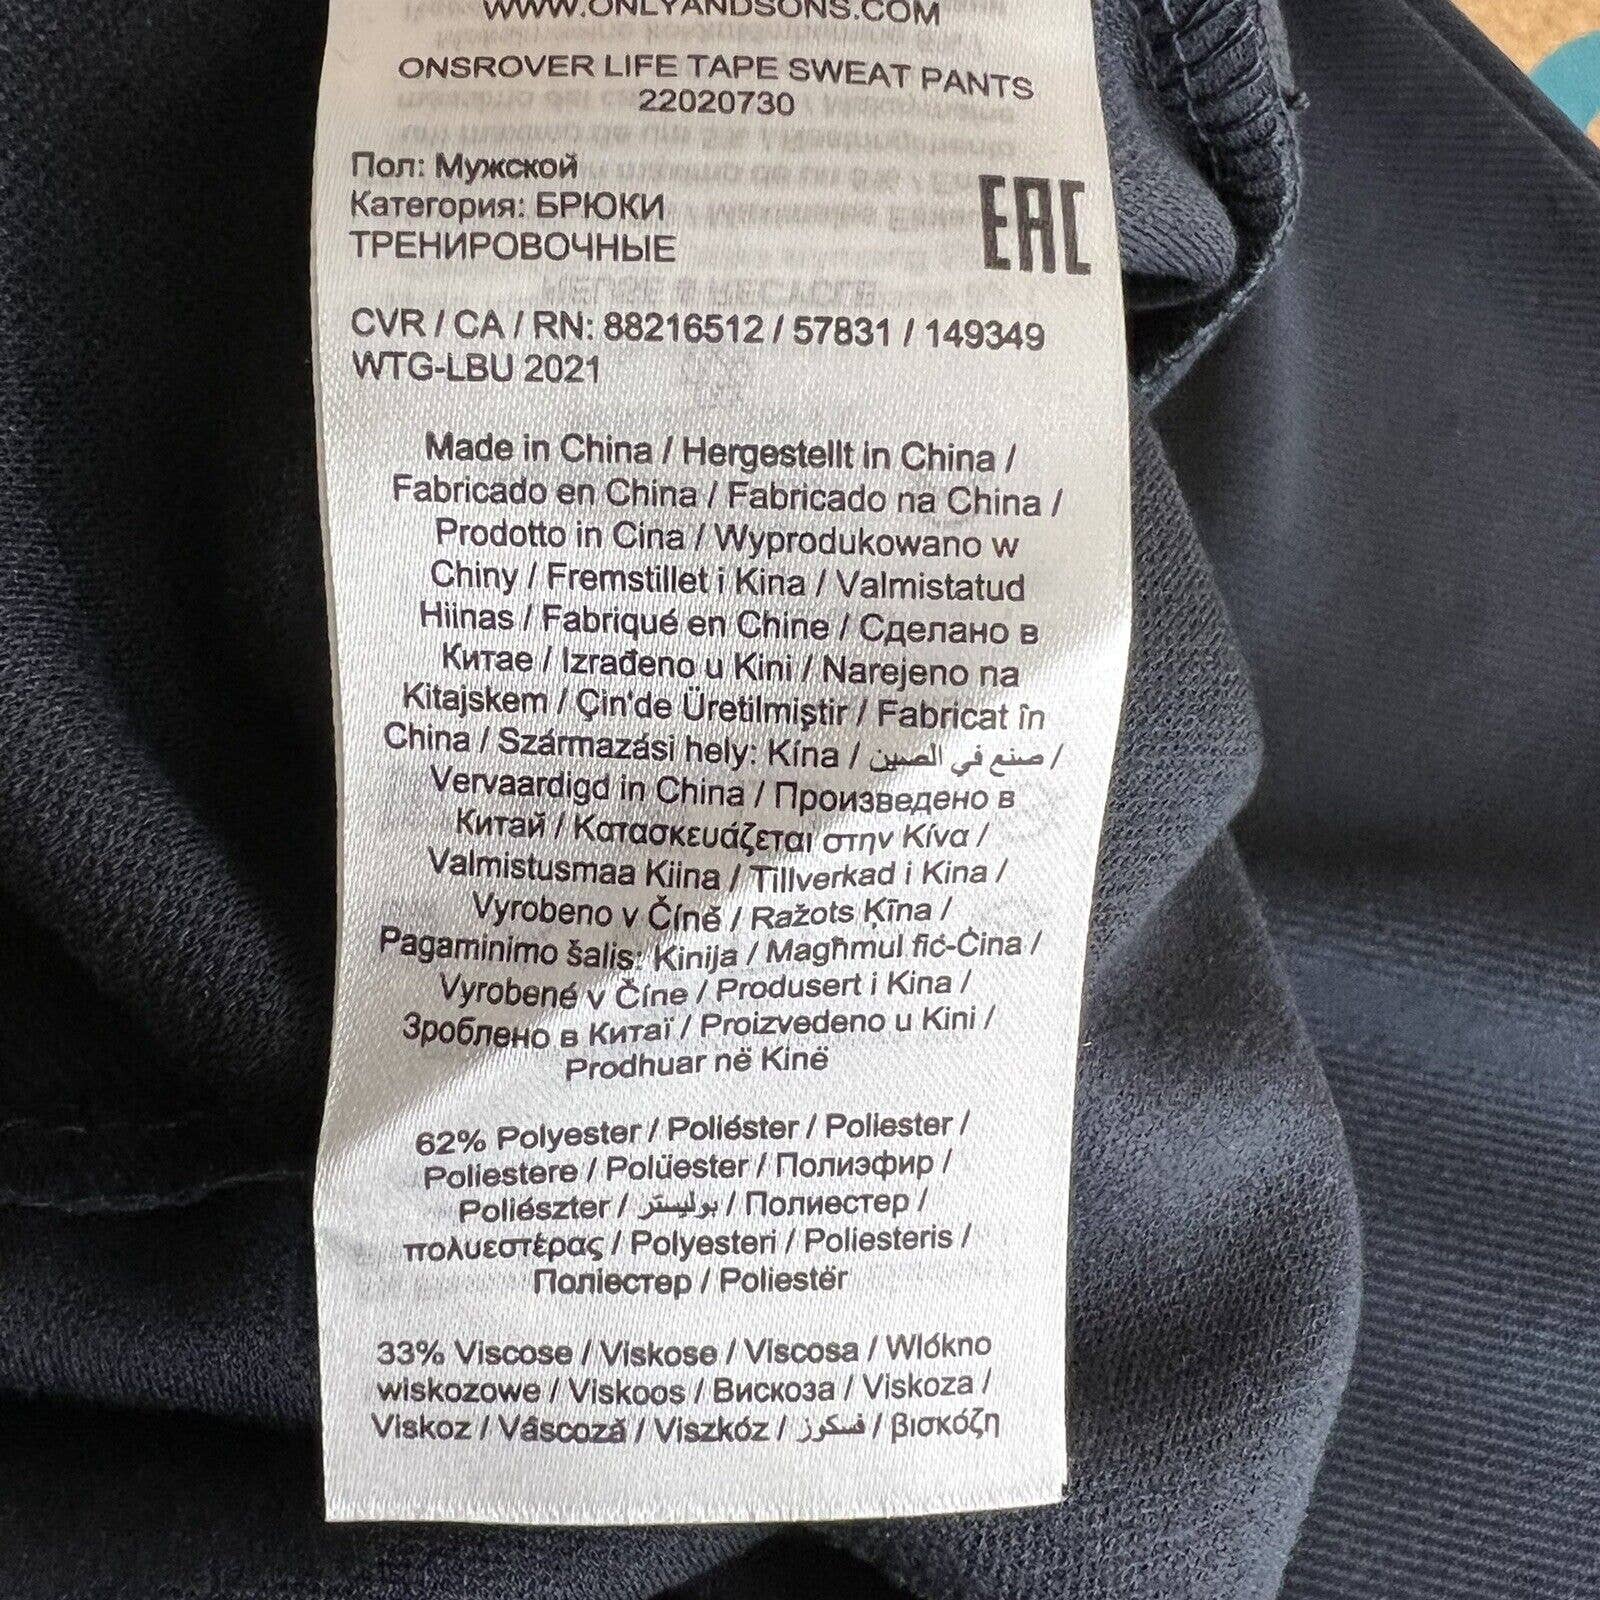 WWW.ONLYANDSONS.COM
ONSROVER LIFE TAPE SWEAT PANTS
22020730
Пол: Мужской
Категория: БРЮКИ
ТРЕНИРОВОЧНЫЕ
EAC
CVR / CA / RN: 88216512 / 57831 / 149349
WTG-LBU 2021
Made in China / Hergestellt in China /
Fabricado en China / Fabricado na China /
Prodotto in Cina / Wyprodukowano w
Chiny / Fremstillet i Kina / Valmistatud
Hiinas / Fabriqué en Chine / Сделано в
Китае / Izrađeno u Kini / Narejeno na
Kitajskem / Çin'de Üretilmiştir / Fabricat în
China / Származási hely: Kína / صنع في الصين /
Vervaardigd in China / Произведено в
Китай / Κατασκευάζεται στην Κίνα /
Valmistusmaa Kiina / Tillverkad i Kina /
Vyrobeno v Číně / Ražots Ķīna /
Pagaminimo šalis: Kinija / Magħmul fiċ-Ċina /
Vyrobené v Číne / Produsert i Kina /
Зроблено в Китаї / Proizvedeno u Kini /
Prodhuar në Kinë
62% Polyester / Poliéster / Poliester /
Poliestere / Polüester / Полиэфир /
Poliészter / بوليستر / Полиестер /
πολυεστέρας / Polyesteri / Poliesteris /
Поліестер / Poliestër
33% Viscose / Viskose / Viscosa / Wlókno
wiskozowe / Viskoos / Вискоза / Viskoza /
Viskoz / Vâscoză / Viszkóz / فسكوز / βισκόζη
REUSE & RECYCLE